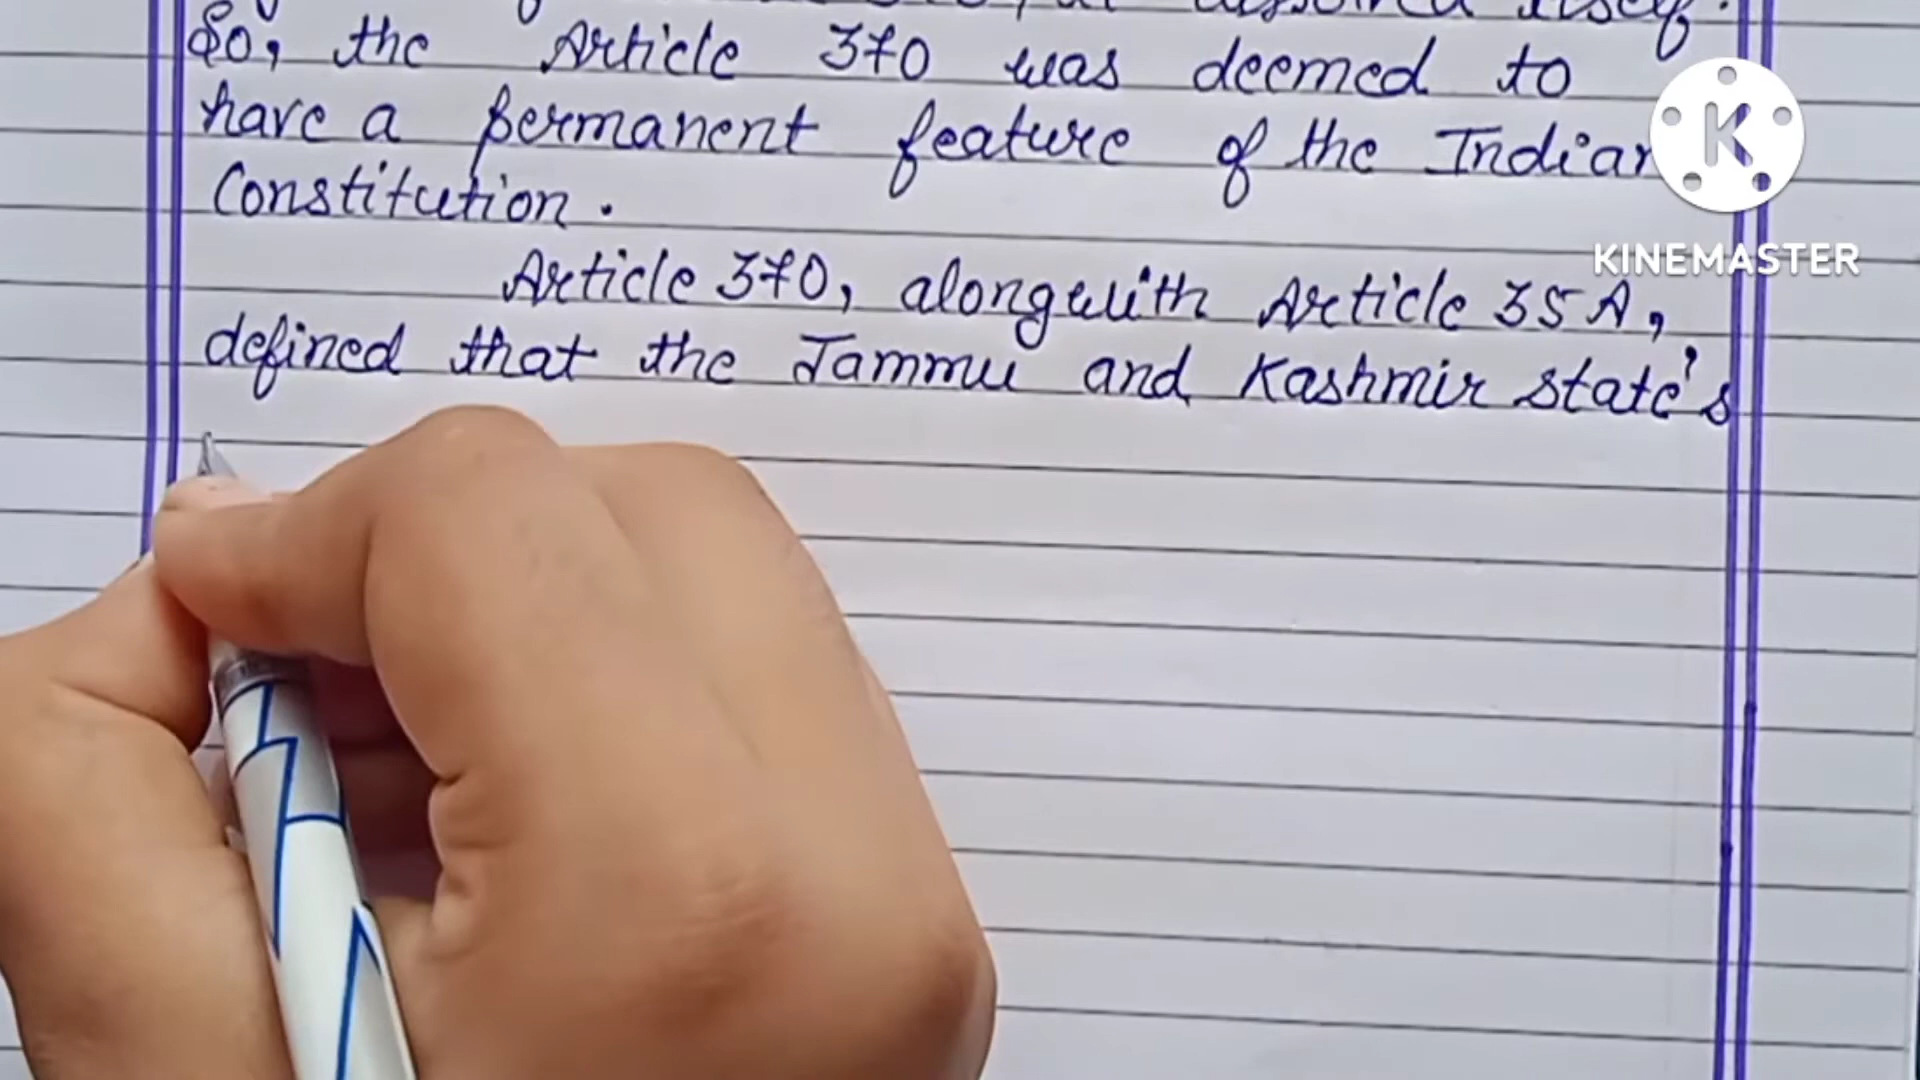 itself.
So, the Article 370 was deemed to
have a permanent feature of the Indian
Constitution.
Article 370, alongwith Article 35A,
defined that the Jammu and Kashmir state's
K
KINEMASTER